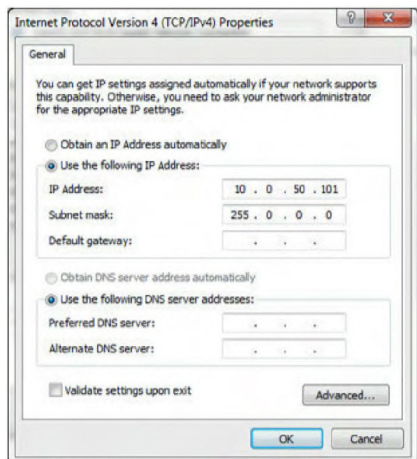 Internet Protocol Version 4 (TCP/IPv4) Properties
?
X
General
You can get IP settings assigned automatically if your network supports
this capability. Otherwise, you need to ask your network administrator
for the appropriate IP settings.
Obtain an IP Address automatically
Use the following IP Address:
IP Address: 10 . 0 . 50 . 101
Subnet mask: 255 . 0 . 0 . 0
Default gateway: . . .
Obtain DNS server address automatically
Use the following DNS server addresses:
Preferred DNS server: . . .
Alternate DNS server: . . .
Validate settings upon exit
Advanced...
OK
Cancel